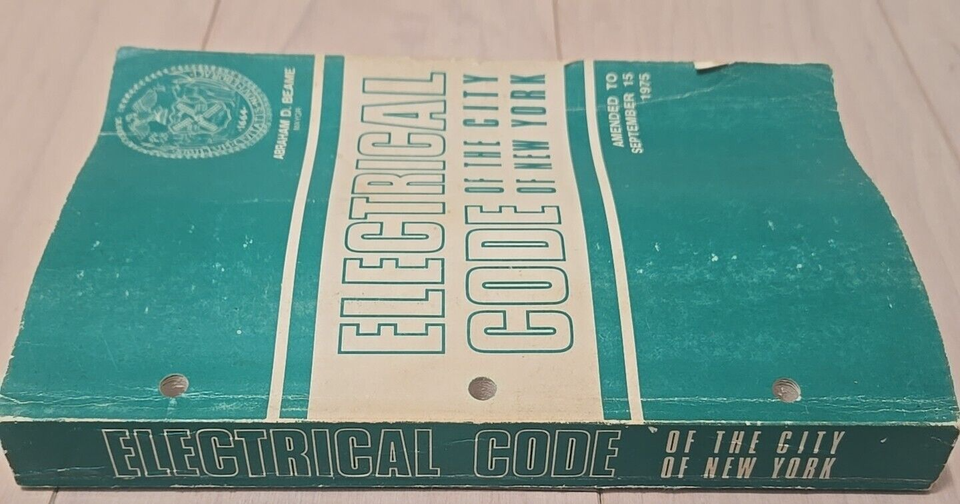 ABRAHAM D. BEAME
MAYOR
ELECTRICAL
CODE OF THE CITY
OF NEW YORK
AMENDED TO
SEPTEMBER 15
1975
1664
ELECTRICAL CODE OF THE CITY
OF NEW YORK